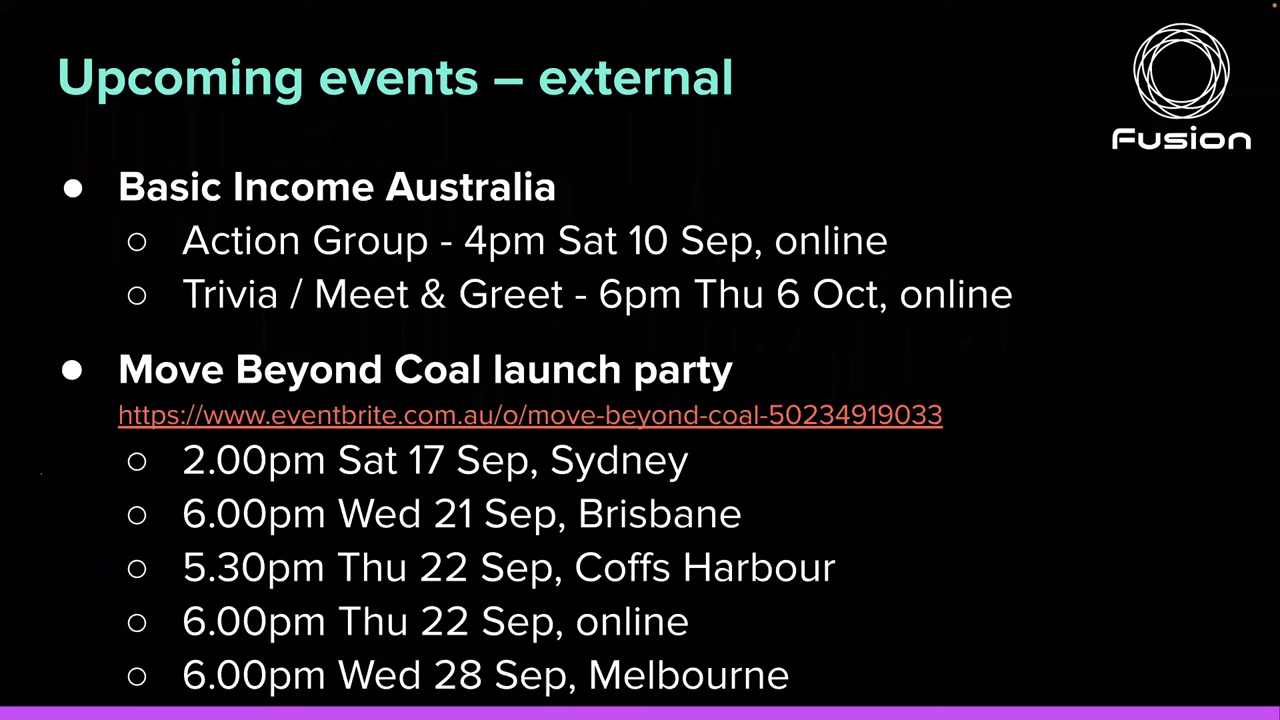 Upcoming events – external
Fusion
● Basic Income Australia
○ Action Group - 4pm Sat 10 Sep, online
○ Trivia / Meet & Greet - 6pm Thu 6 Oct, online
● Move Beyond Coal launch party
https://www.eventbrite.com.au/o/move-beyond-coal-50234919033
○ 2.00pm Sat 17 Sep, Sydney
○ 6.00pm Wed 21 Sep, Brisbane
○ 5.30pm Thu 22 Sep, Coffs Harbour
○ 6.00pm Thu 22 Sep, online
○ 6.00pm Wed 28 Sep, Melbourne